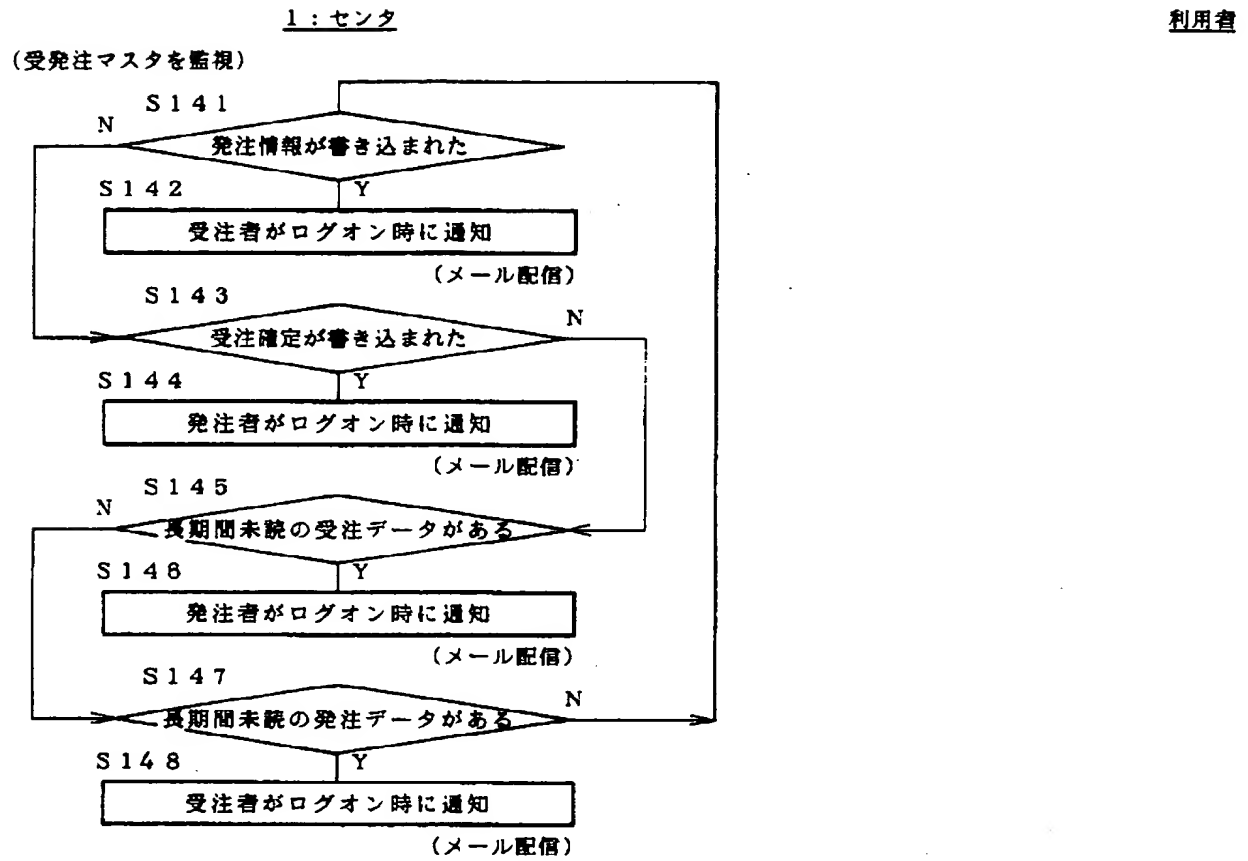 1：センタ
利用者
（受発注マスタを監視）
S141
N
発注情報が書き込まれた
S142
Y
受注者がログオン時に通知
（メール配信）
S143
N
受注確定が書き込まれた
S144
Y
発注者がログオン時に通知
（メール配信）
S145
N
長期間未読の受注データがある
S146
Y
発注者がログオン時に通知
（メール配信）
S147
N
長期間未読の発注データがある
S148
Y
受注者がログオン時に通知
（メール配信）